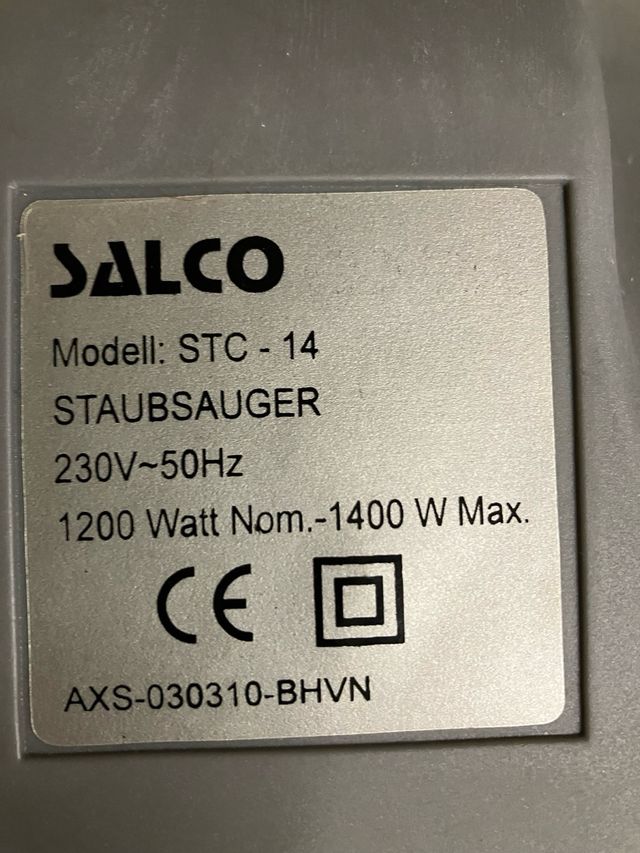 SALCO
Modell: STC - 14
STAUBSAUGER
230V~50Hz
1200 Watt Nom.-1400 W Max.
CE
AXS-030310-BHVN